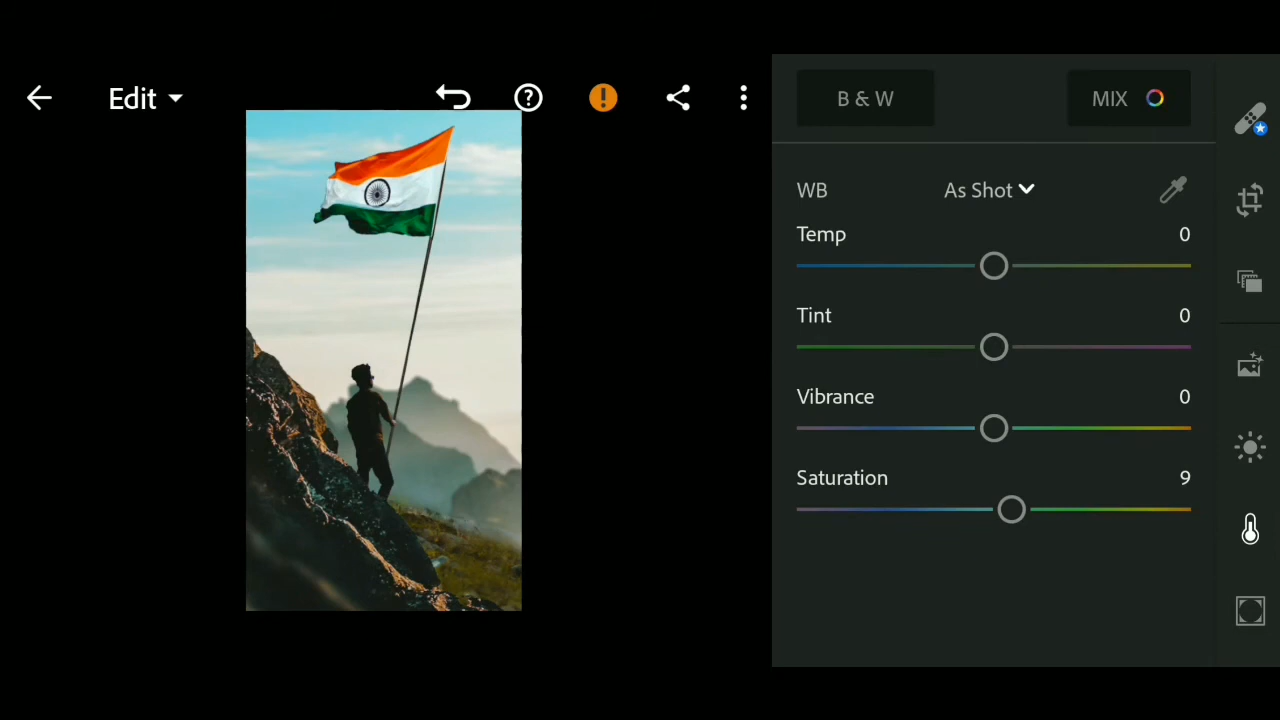 Edit
B & W
MIX
WB
As Shot
Temp
0
Tint
0
Vibrance
0
Saturation
9